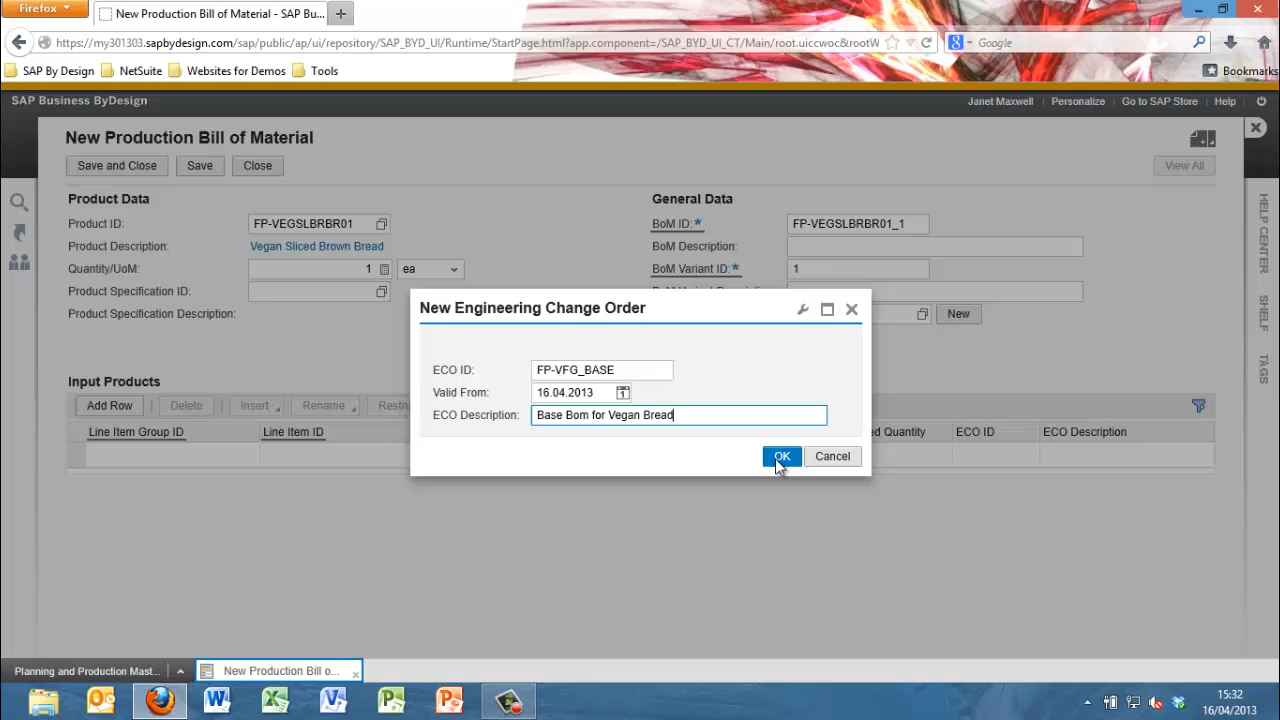 Firefox
New Production Bill of Material - SAP Bu...
https://my301303.sapbydesign.com/sap/public/ap/ui/repository/SAP_BYD_UI/Runtime/StartPage.html?app.component=/SAP_BYD_UI_CT/Main/root.uiccwoc&rootW
Google
SAP By Design
NetSuite
Websites for Demos
Tools
Bookmarks
SAP Business ByDesign
Janet Maxwell
Personalize
Go to SAP Store
Help
New Production Bill of Material
Save and Close
Save
Close
View All
Product Data
General Data
Product ID: FP-VEGSLBRBR01
BoM ID:* FP-VEGSLBRBR01_1
Product Description: Vegan Sliced Brown Bread
BoM Description:
Quantity/UoM: 1 ea
BoM Variant ID:* 1
Product Specification ID:
Product Specification Description:
New
New Engineering Change Order
ECO ID: FP-VFG_BASE
Valid From: 16.04.2013
ECO Description: Base Bom for Vegan Bread
OK
Cancel
Input Products
Add Row
Delete
Insert
Rename
Line Item Group ID
Line Item ID
Quantity
ECO ID
ECO Description
HELP CENTER
SHELF
TAGS
Planning and Production Mast...
New Production Bill o...
15:32
16/04/2013